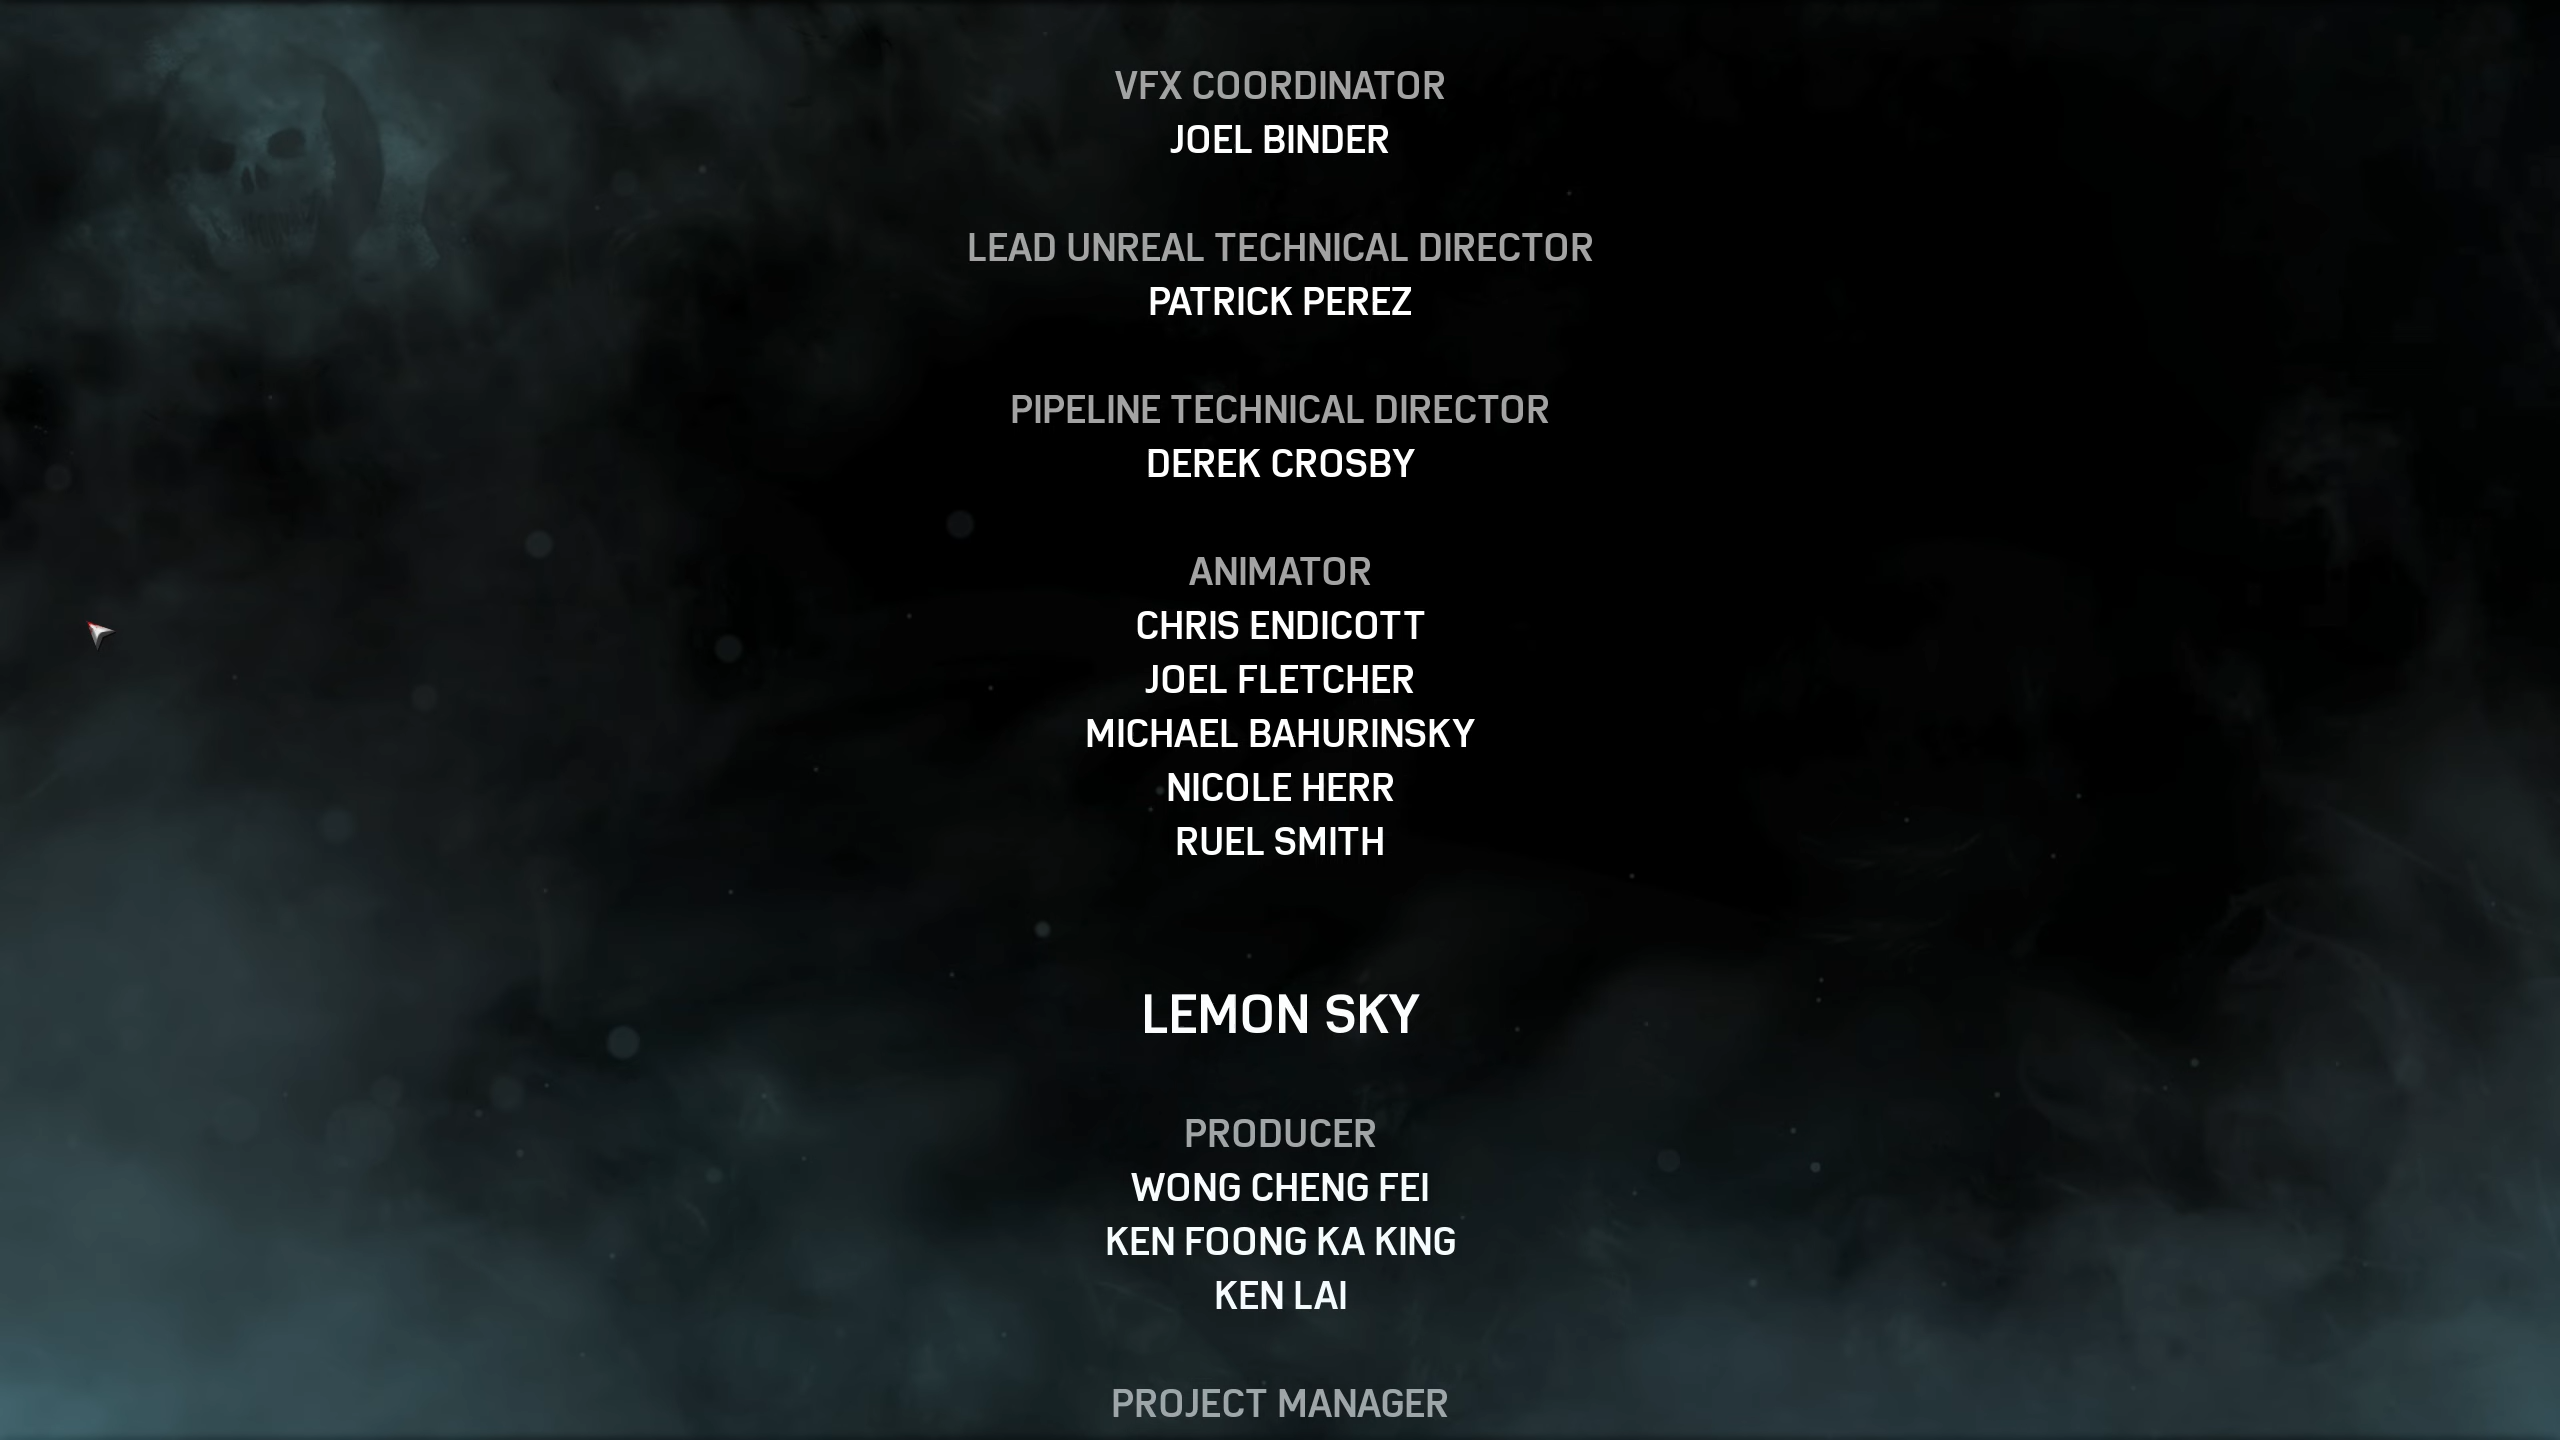 VFX COORDINATOR
JOEL BINDER
LEAD UNREAL TECHNICAL DIRECTOR
PATRICK PEREZ
PIPELINE TECHNICAL DIRECTOR
DEREK CROSBY
ANIMATOR
CHRIS ENDICOTT
JOEL FLETCHER
MICHAEL BAHURINSKY
NICOLE HERR
RUEL SMITH
LEMON SKY
PRODUCER
WONG CHENG FEI
KEN FOONG KA KING
KEN LAI
PROJECT MANAGER